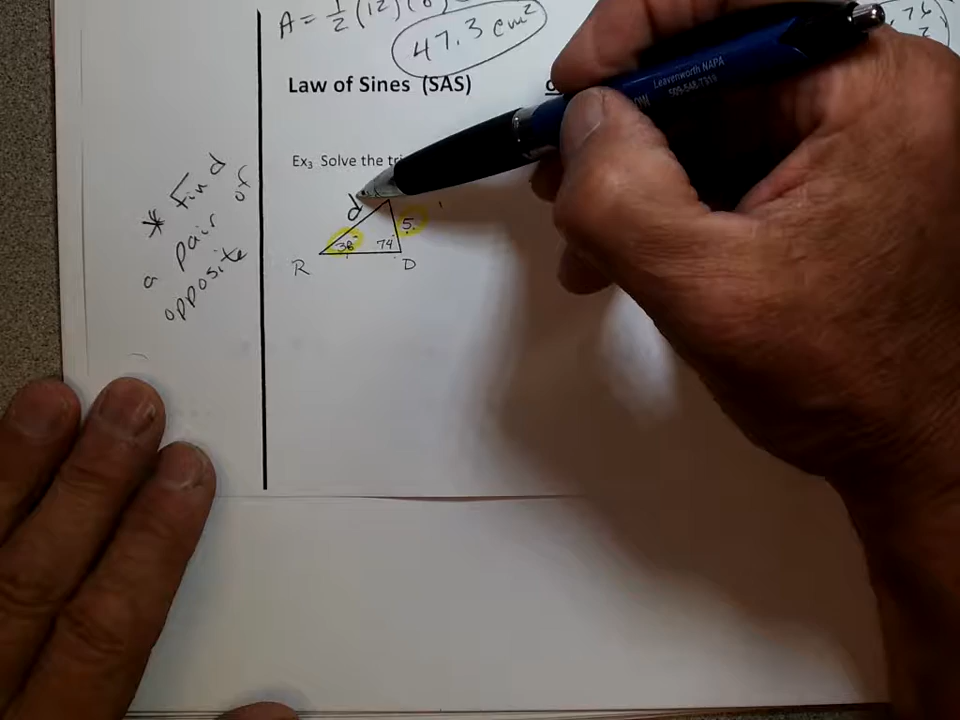 A = 1/2 (12)(8)
47.3 cm²
Law of Sines (SAS)
Ex3 Solve the
* Find
a pair of
opposite
d
5
38°
74
R
D
Leavenworth NAPA